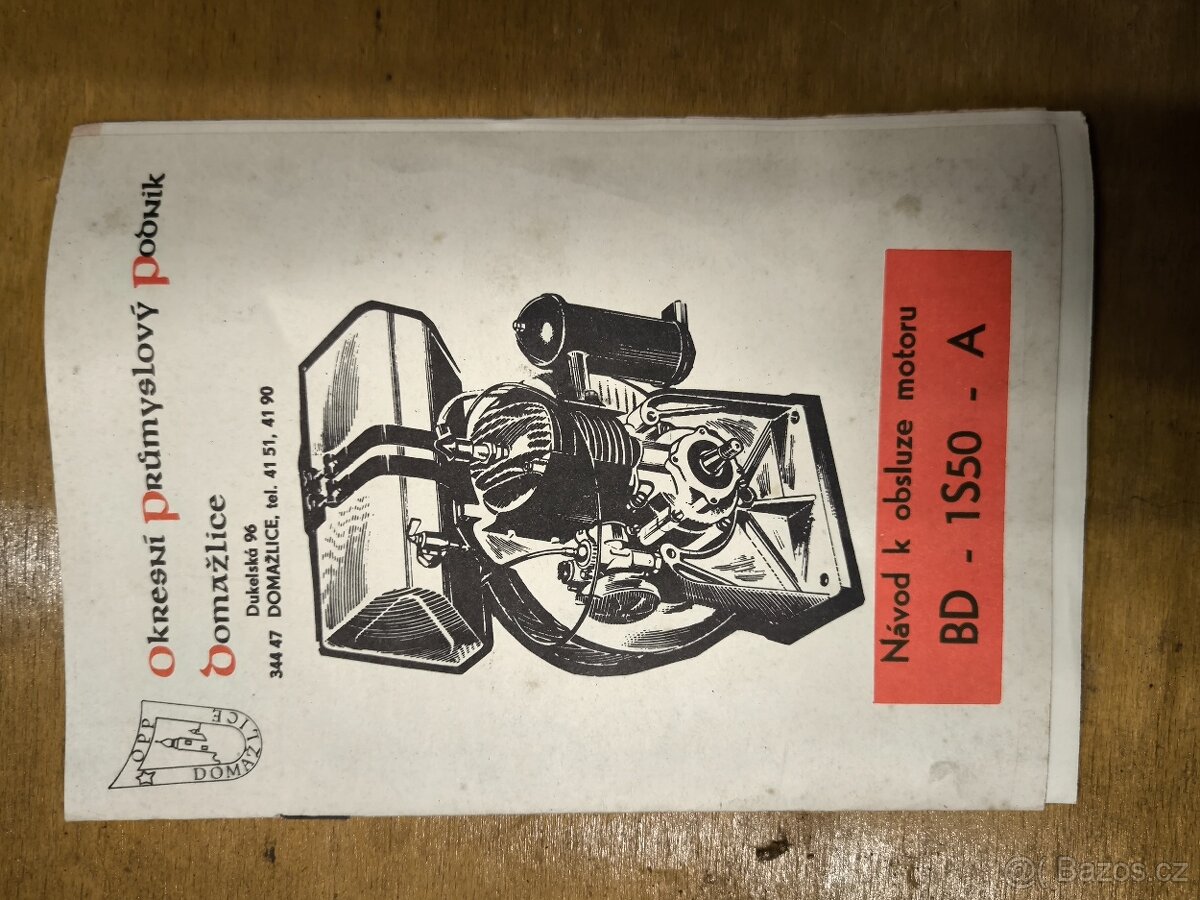 OPP
DOMAŽLICE
Okresní Průmyslový Podnik
Domažlice
Dukelská 96
344 47 DOMAŽLICE, tel. 41 51, 41 90
Návod k obsluze motoru
BD - 1S50 - A
@( Bazos.cz